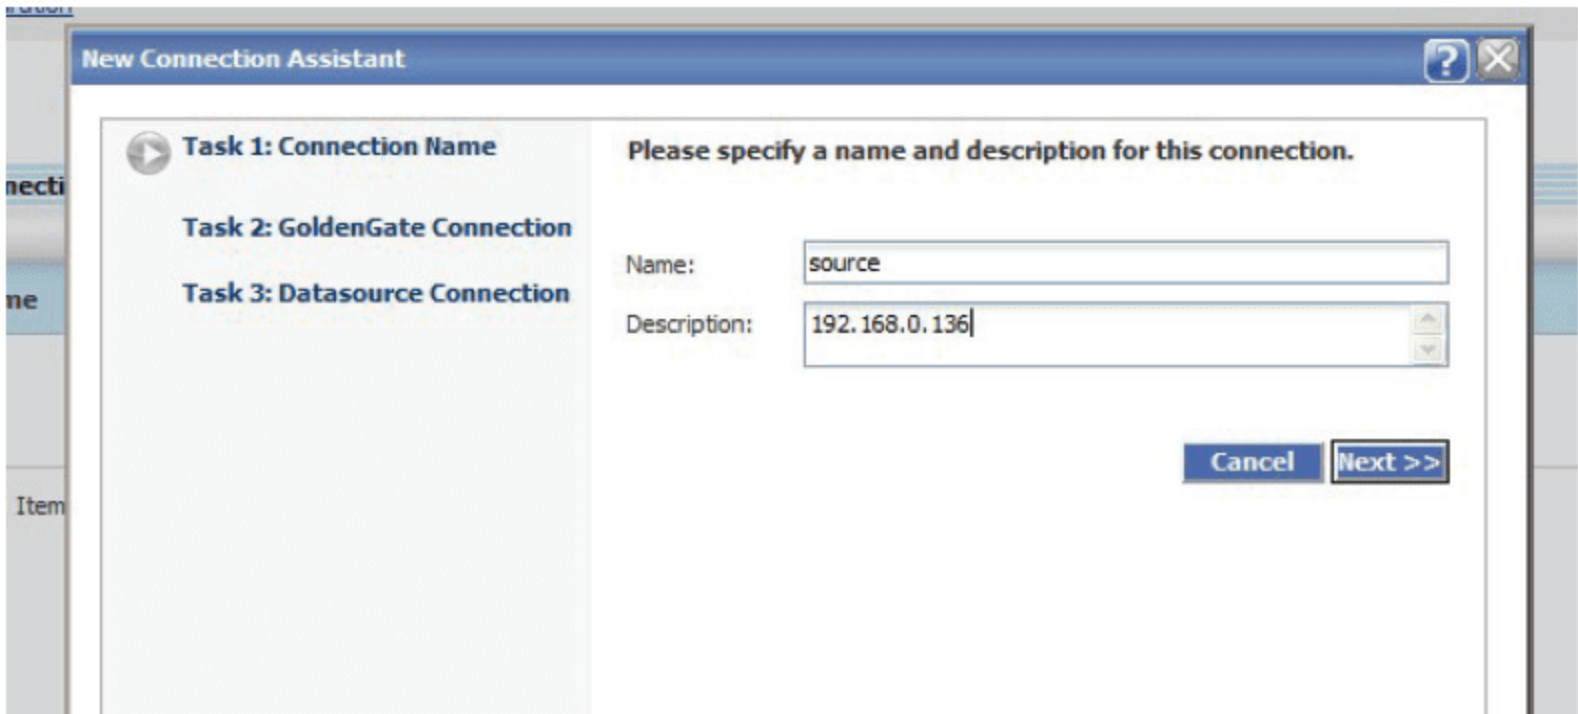 New Connection Assistant
?
Task 1: Connection Name
Please specify a name and description for this connection.
Task 2: GoldenGate Connection
Name: source
Task 3: Datasource Connection
Description: 192.168.0.136
Cancel Next >>
Item